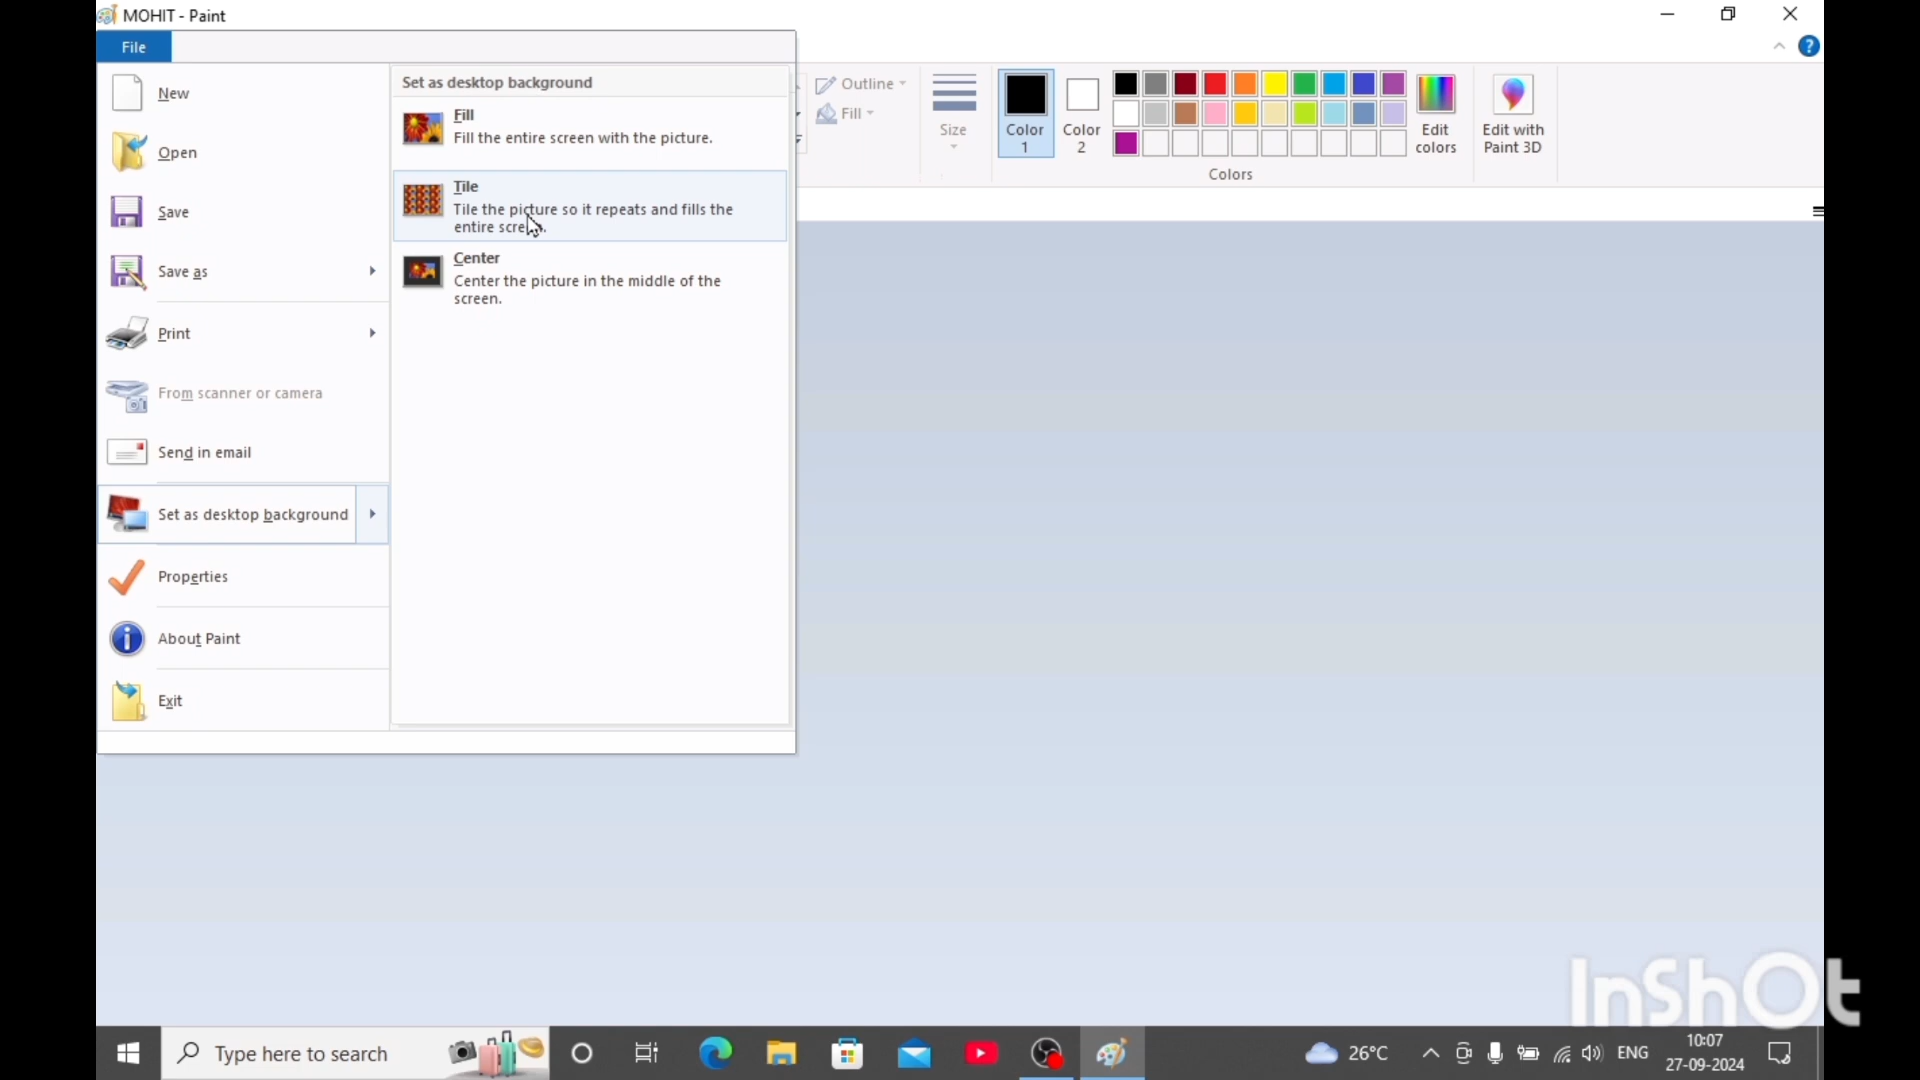 MOHIT - Paint
File
New
Open
Save
Save as
Print
From scanner or camera
Send in email
Set as desktop background
Properties
About Paint
Exit
Set as desktop background
Fill
Fill the entire screen with the picture.
Tile
Tile the picture so it repeats and fills the
entire screen.
Center
Center the picture in the middle of the
screen.
Outline
Fill
Size
Color
1
Color
2
Edit
colors
Edit with
Paint 3D
Colors
InShOt
Type here to search
26°C
ENG
10:07
27-09-2024